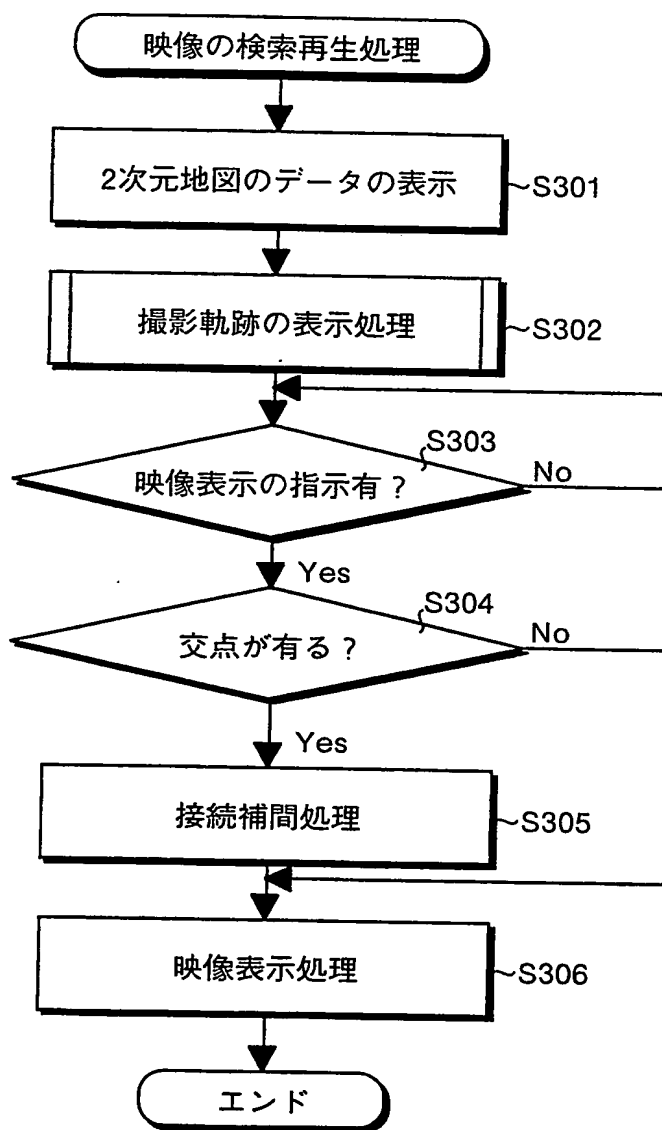 映像の検索再生処理
2次元地図のデータの表示
S301
撮影軌跡の表示処理
S302
S303
映像表示の指示有?
No
Yes
S304
交点が有る?
No
Yes
接続補間処理
S305
映像表示処理
S306
エンド